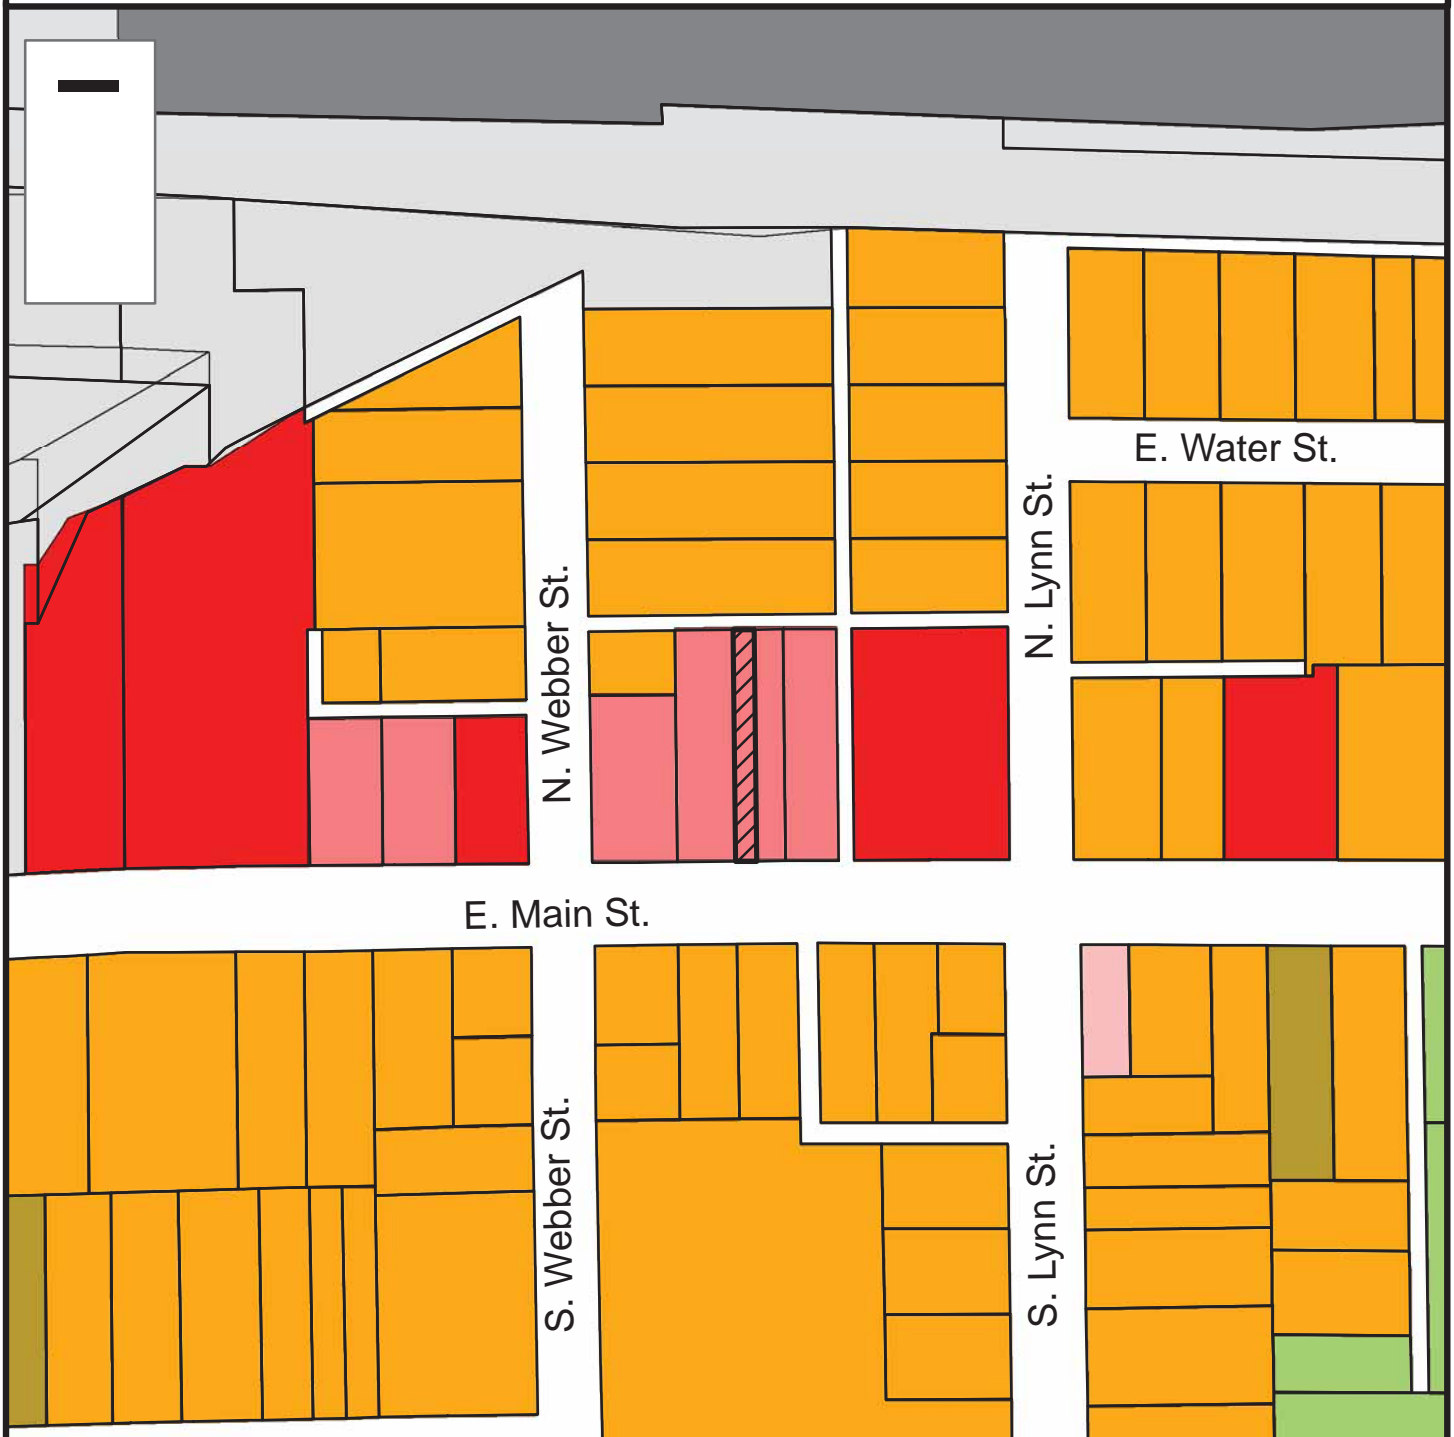 E. Water St.
N. Lynn St.
N. Webber St.
E. Main St.
S. Webber St.
S. Lynn St.